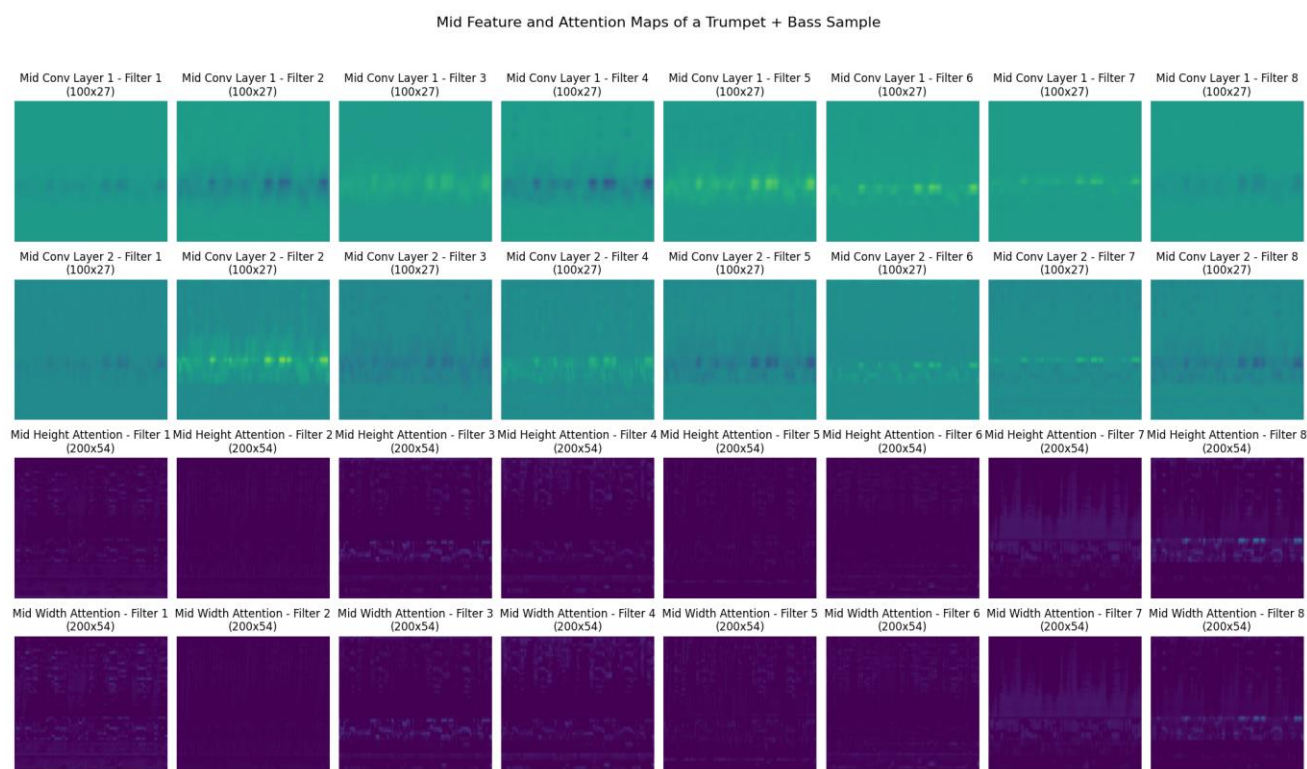 Mid Feature and Attention Maps of a Trumpet + Bass Sample
Mid Conv Layer 1 - Filter 1
(100x27)
Mid Conv Layer 1 - Filter 2
(100x27)
Mid Conv Layer 1 - Filter 3
(100x27)
Mid Conv Layer 1 - Filter 4
(100x27)
Mid Conv Layer 1 - Filter 5
(100x27)
Mid Conv Layer 1 - Filter 6
(100x27)
Mid Conv Layer 1 - Filter 7
(100x27)
Mid Conv Layer 1 - Filter 8
(100x27)
Mid Conv Layer 2 - Filter 1
(100x27)
Mid Conv Layer 2 - Filter 2
(100x27)
Mid Conv Layer 2 - Filter 3
(100x27)
Mid Conv Layer 2 - Filter 4
(100x27)
Mid Conv Layer 2 - Filter 5
(100x27)
Mid Conv Layer 2 - Filter 6
(100x27)
Mid Conv Layer 2 - Filter 7
(100x27)
Mid Conv Layer 2 - Filter 8
(100x27)
Mid Height Attention - Filter 1
(200x54)
Mid Height Attention - Filter 2
(200x54)
Mid Height Attention - Filter 3
(200x54)
Mid Height Attention - Filter 4
(200x54)
Mid Height Attention - Filter 5
(200x54)
Mid Height Attention - Filter 6
(200x54)
Mid Height Attention - Filter 7
(200x54)
Mid Height Attention - Filter 8
(200x54)
Mid Width Attention - Filter 1
(200x54)
Mid Width Attention - Filter 2
(200x54)
Mid Width Attention - Filter 3
(200x54)
Mid Width Attention - Filter 4
(200x54)
Mid Width Attention - Filter 5
(200x54)
Mid Width Attention - Filter 6
(200x54)
Mid Width Attention - Filter 7
(200x54)
Mid Width Attention - Filter 8
(200x54)